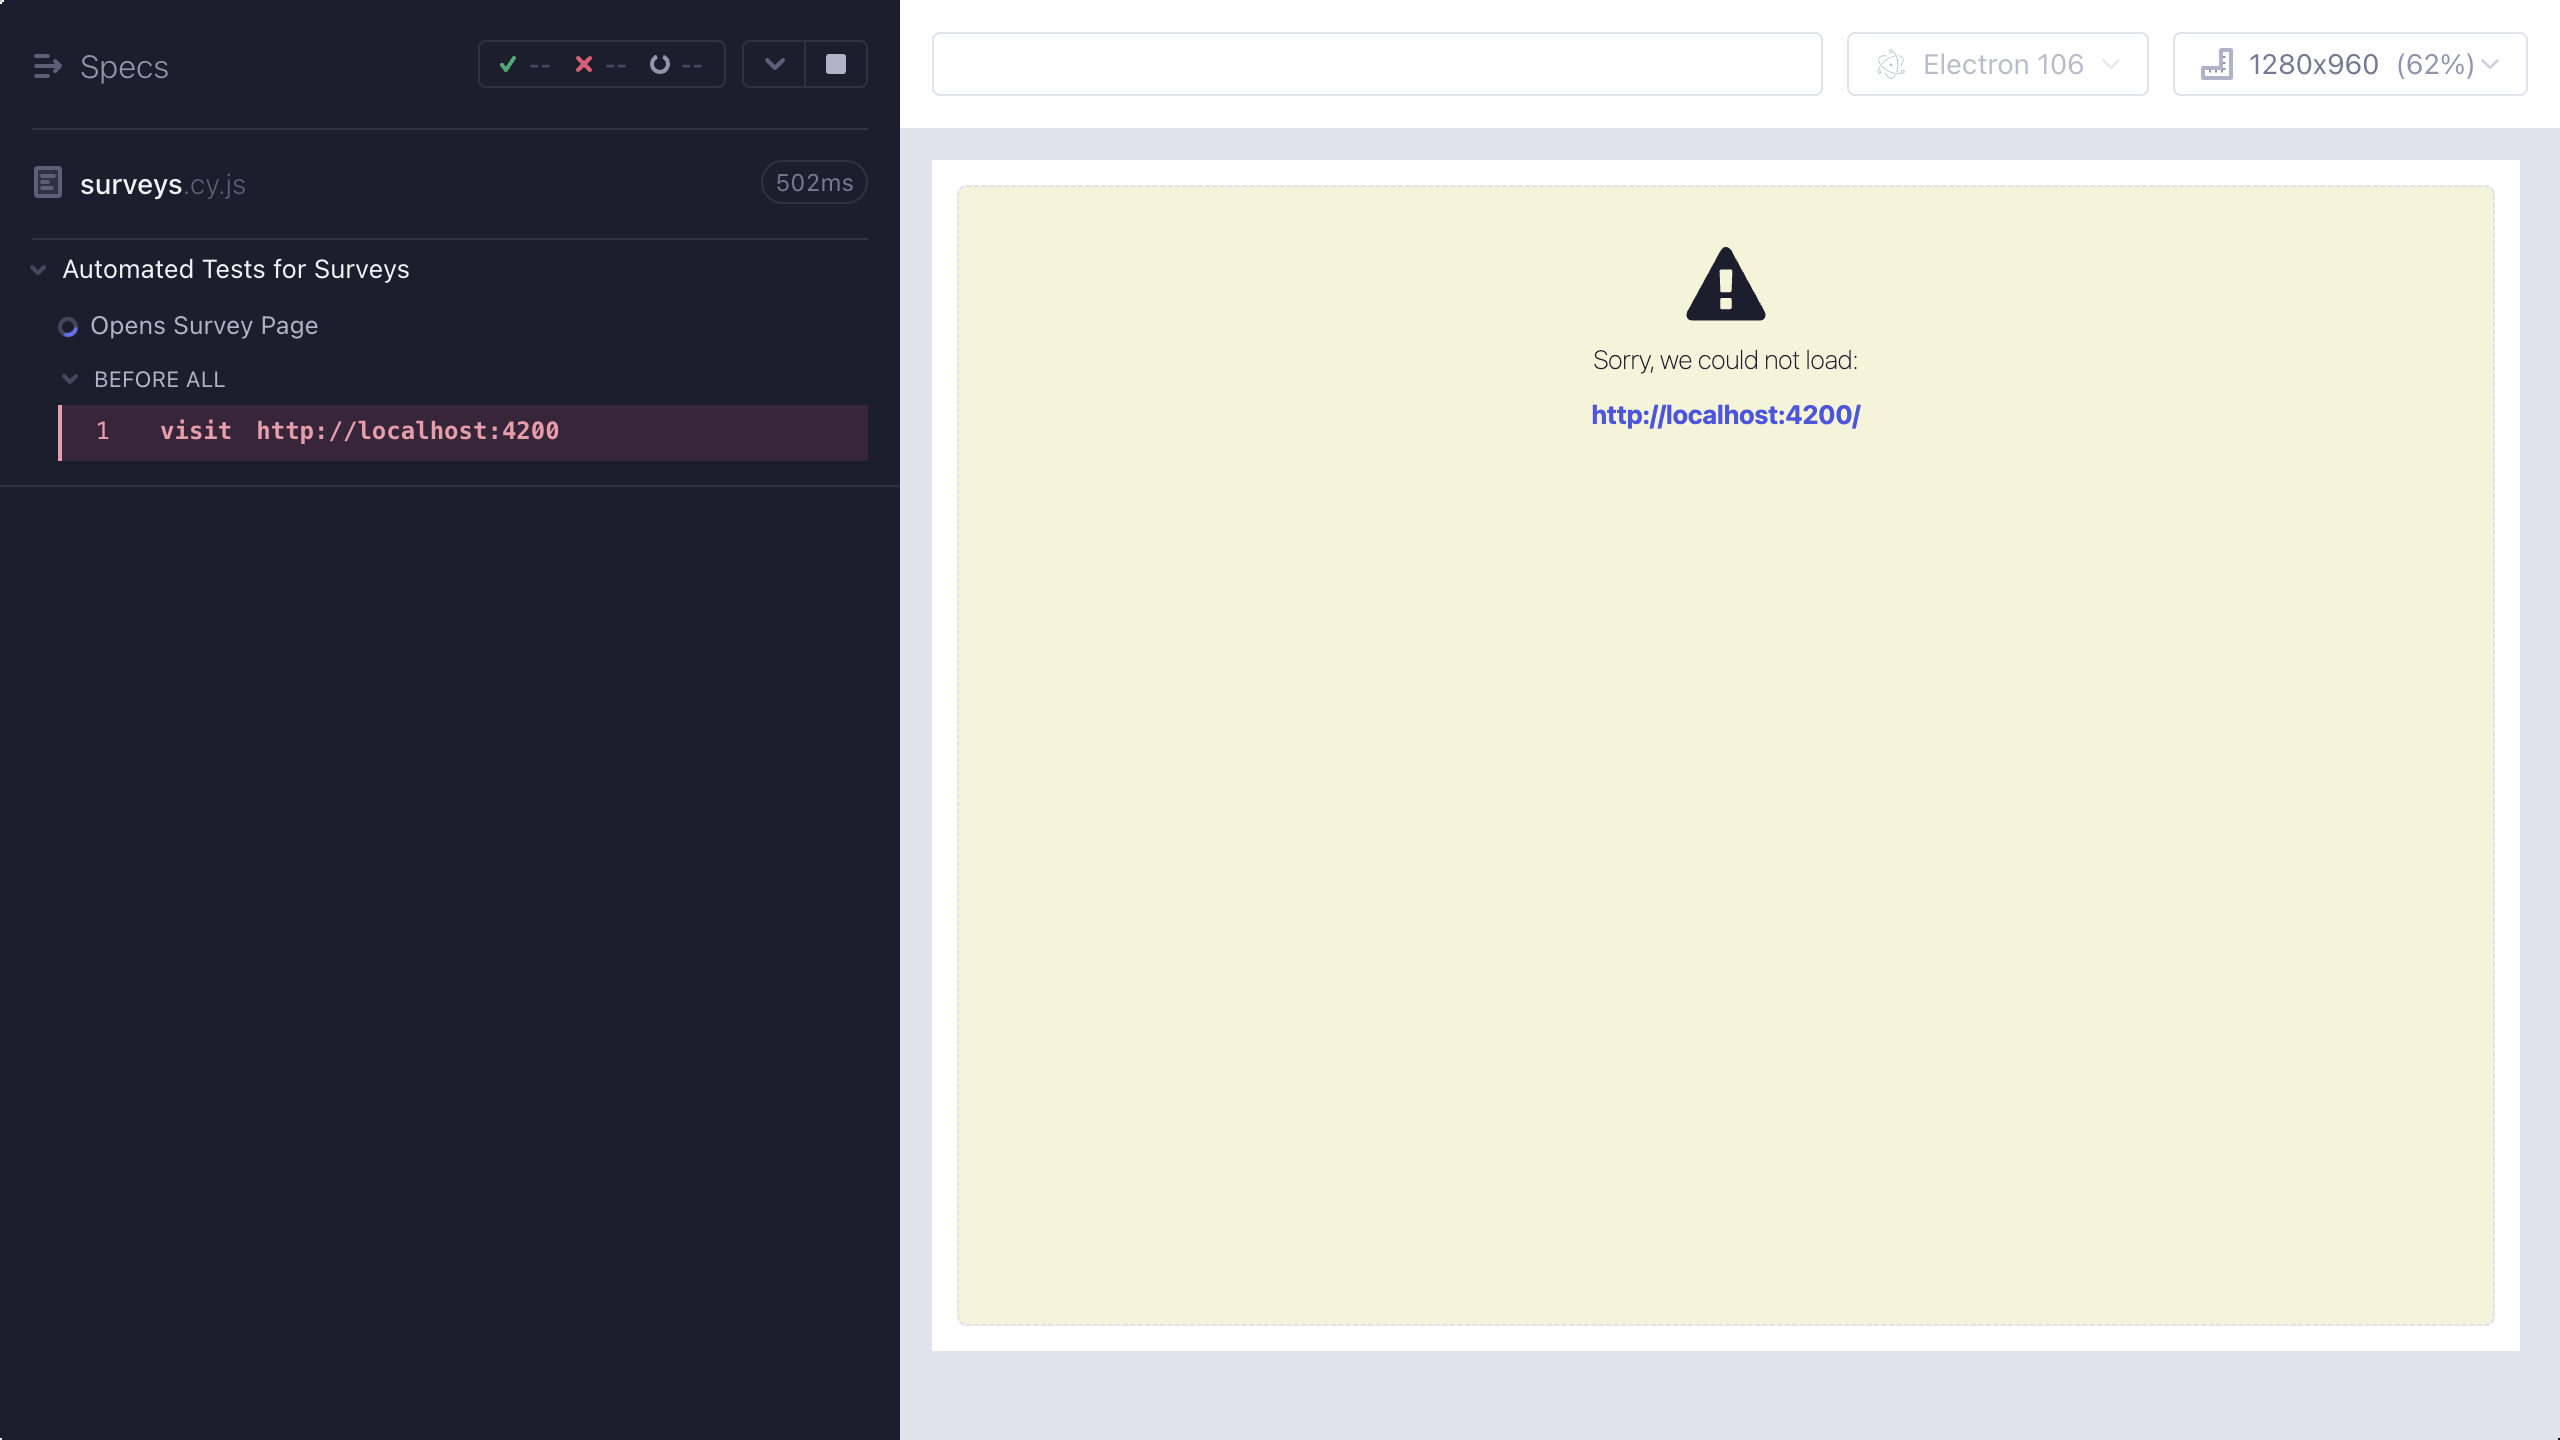 Specs
-- -- --
surveys.cy.js
502ms
Automated Tests for Surveys
Opens Survey Page
BEFORE ALL
1 visit http://localhost:4200
Electron 106
1280x960 (62%)
Sorry, we could not load:
http://localhost:4200/